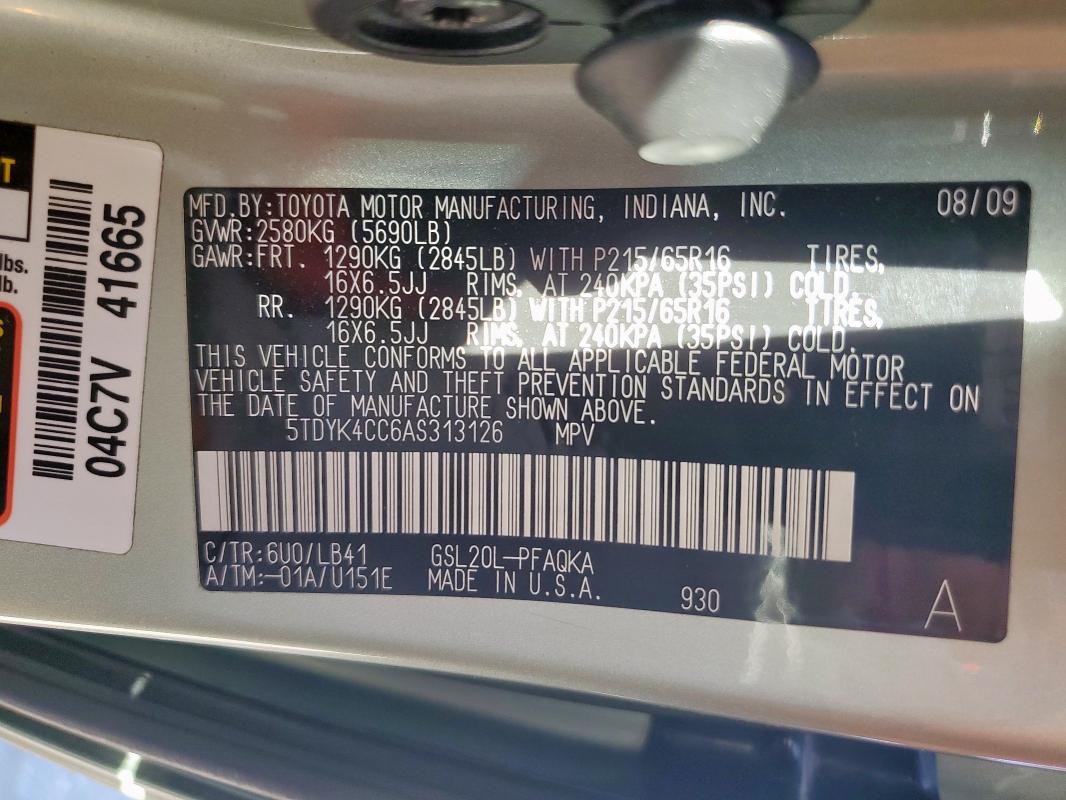 MFD.BY:TOYOTA MOTOR MANUFACTURING, INDIANA, INC. 08/09
GVWR:2580KG (5690LB)
GAWR:FRT. 1290KG (2845LB) WITH P215/65R16 TIRES,
16X6.5JJ RIMS, AT 240KPA (35PSI) COLD.
RR. 1290KG (2845LB) WITH P215/65R16 TIRES,
16X6.5JJ RIMS, AT 240KPA (35PSI) COLD.
THIS VEHICLE CONFORMS TO ALL APPLICABLE FEDERAL MOTOR
VEHICLE SAFETY AND THEFT PREVENTION STANDARDS IN EFFECT ON
THE DATE OF MANUFACTURE SHOWN ABOVE.
5TDYK4CC6AS313126 MPV
C/TR:6U0/LB41 GSL20L-PFAQKA
A/TM:-01A/U151E MADE IN U.S.A. 930 A
04C7V 41665
T
lbs.
lb.